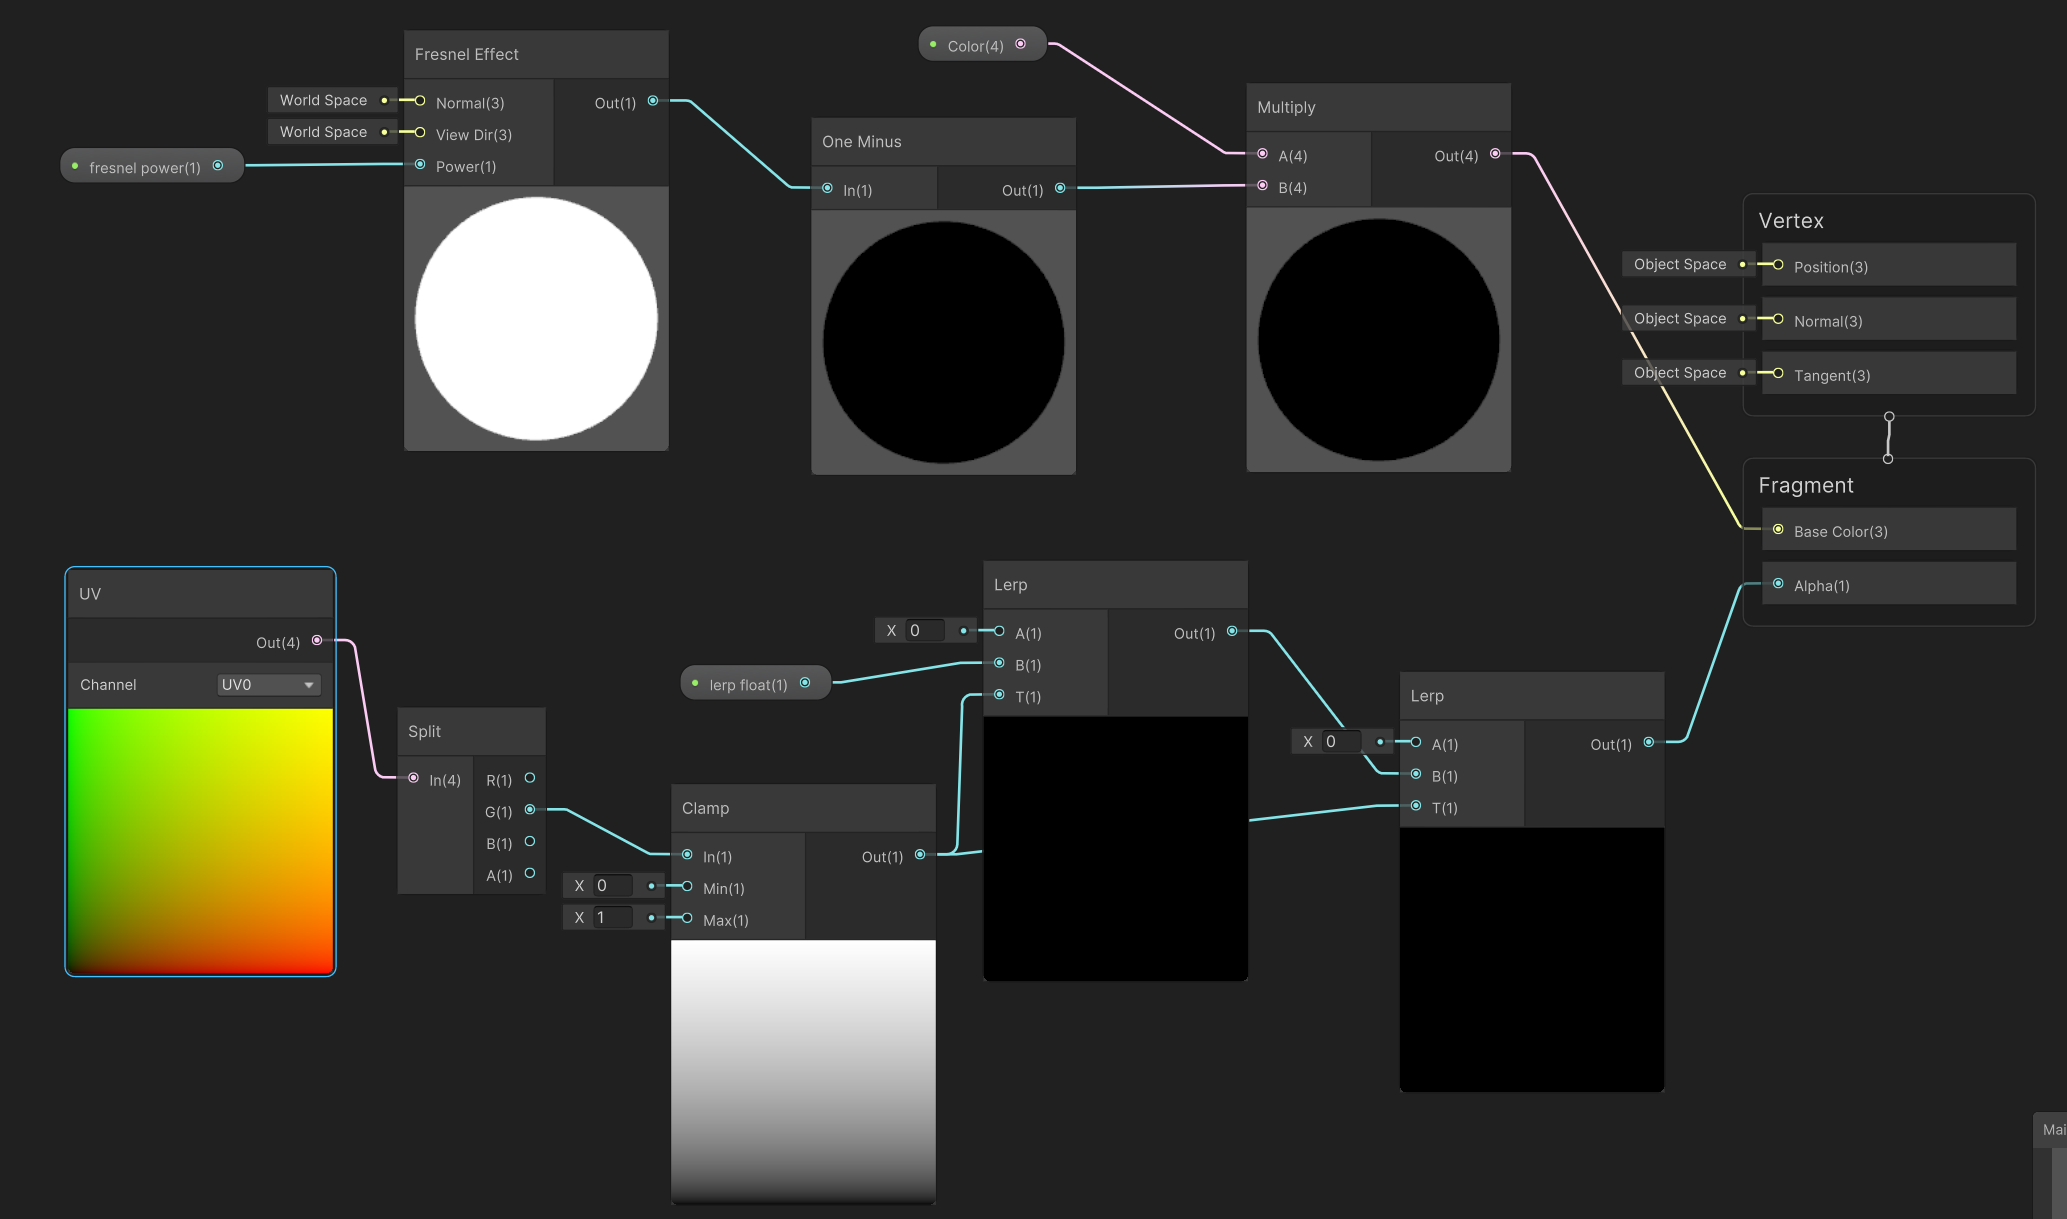 Fresnel Effect
World Space
Normal(3)
Out(1)
World Space
View Dir(3)
fresnel power(1)
Power(1)
Color(4)
One Minus
In(1)
Out(1)
Multiply
A(4)
Out(4)
B(4)
Vertex
Object Space
Position(3)
Object Space
Normal(3)
Object Space
Tangent(3)
Fragment
Base Color(3)
Alpha(1)
UV
Out(4)
Channel
UV0
Split
In(4)
R(1)
G(1)
B(1)
A(1)
Clamp
In(1)
Out(1)
X 0
Min(1)
X 1
Max(1)
Lerp
X 0
A(1)
Out(1)
lerp float(1)
B(1)
T(1)
Lerp
X 0
A(1)
Out(1)
B(1)
T(1)
Mai